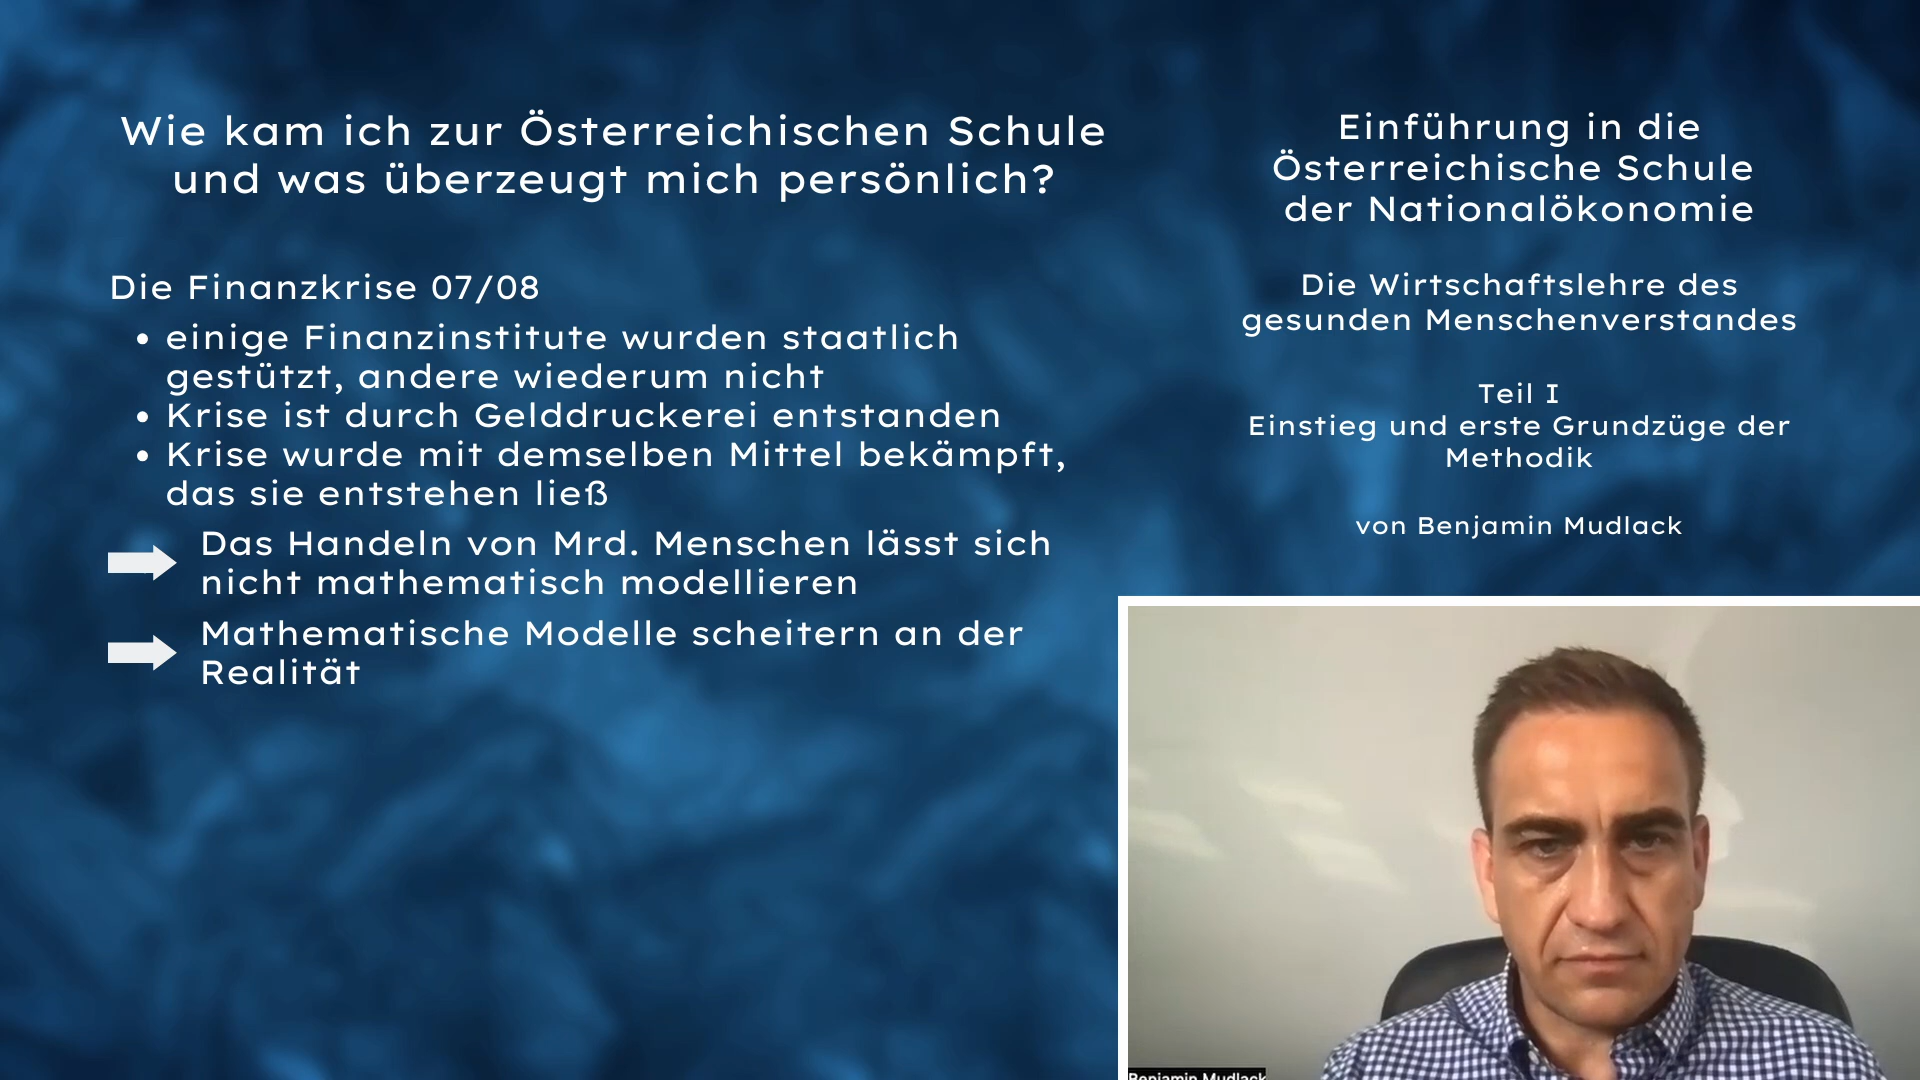 Wie kam ich zur Österreichischen Schule
und was überzeugt mich persönlich?
Die Finanzkrise 07/08
• einige Finanzinstitute wurden staatlich
gestützt, andere wiederum nicht
• Krise ist durch Gelddruckerei entstanden
• Krise wurde mit demselben Mittel bekämpft,
das sie entstehen ließ
Das Handeln von Mrd. Menschen lässt sich
nicht mathematisch modellieren
Mathematische Modelle scheitern an der
Realität
Einführung in die
Österreichische Schule
der Nationalökonomie
Die Wirtschaftslehre des
gesunden Menschenverstandes
Teil I
Einstieg und erste Grundzüge der
Methodik
von Benjamin Mudlack
Benjamin Mudlack